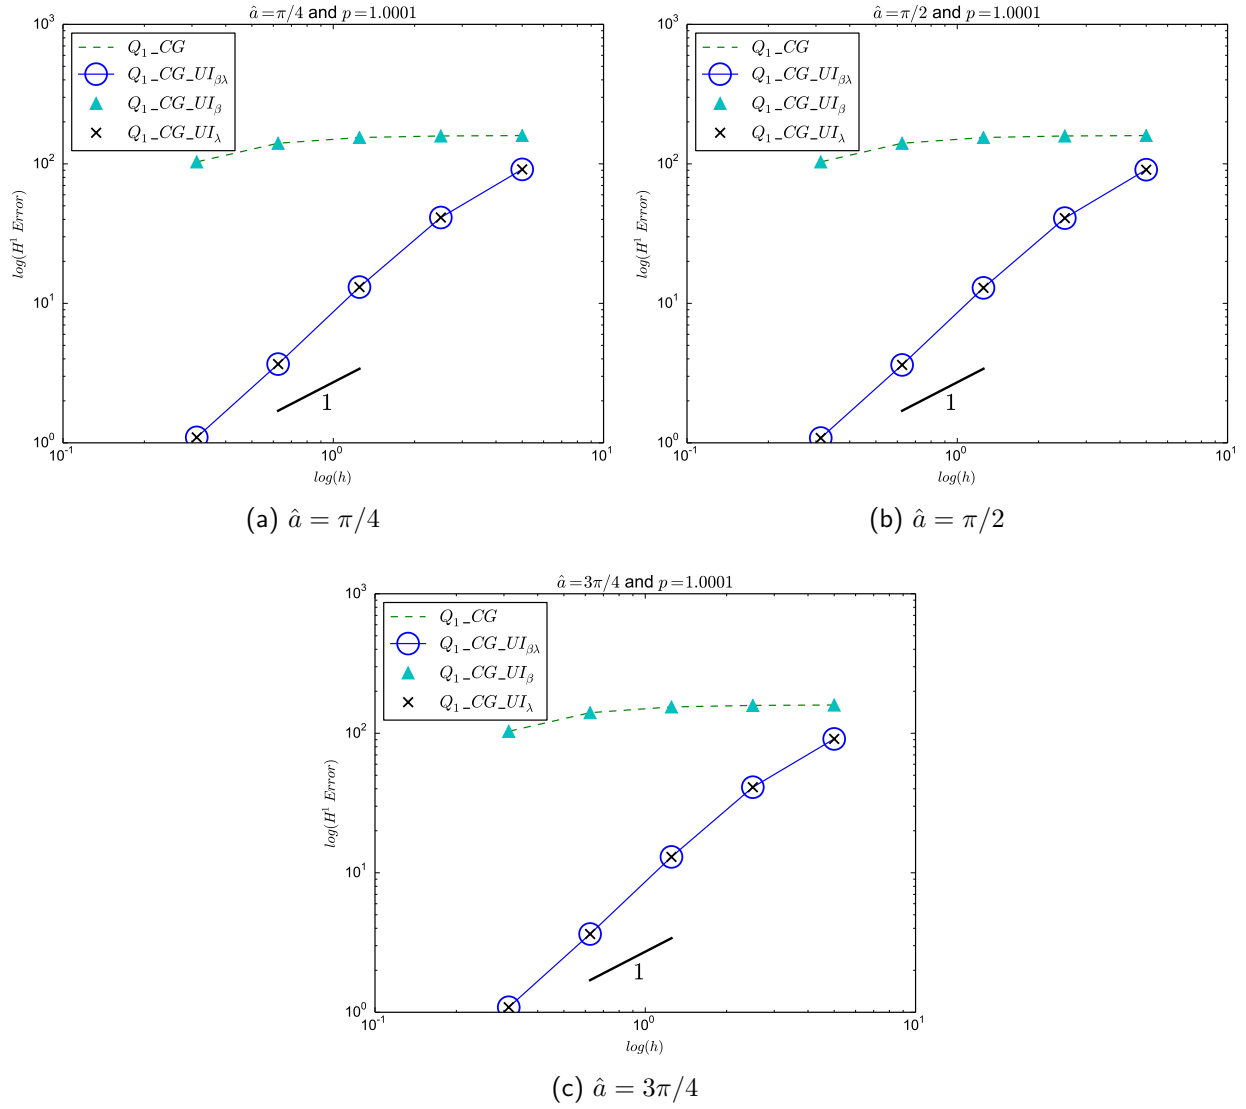 â=π/4 and p=1.0001
10³
10²
10¹
10⁰
log(H¹ Error)
Q₁_CG
Q₁_CG_UI_βλ
Q₁_CG_UI_β
Q₁_CG_UI_λ
1
10⁻¹ 10⁰ 10¹
log(h)
(a) â = π/4
â=π/2 and p=1.0001
10³
10²
10¹
10⁰
log(H¹ Error)
Q₁_CG
Q₁_CG_UI_βλ
Q₁_CG_UI_β
Q₁_CG_UI_λ
1
10⁻¹ 10⁰ 10¹
log(h)
(b) â = π/2
â=3π/4 and p=1.0001
10³
10²
10¹
10⁰
log(H¹ Error)
Q₁_CG
Q₁_CG_UI_βλ
Q₁_CG_UI_β
Q₁_CG_UI_λ
1
10⁻¹ 10⁰ 10¹
log(h)
(c) â = 3π/4